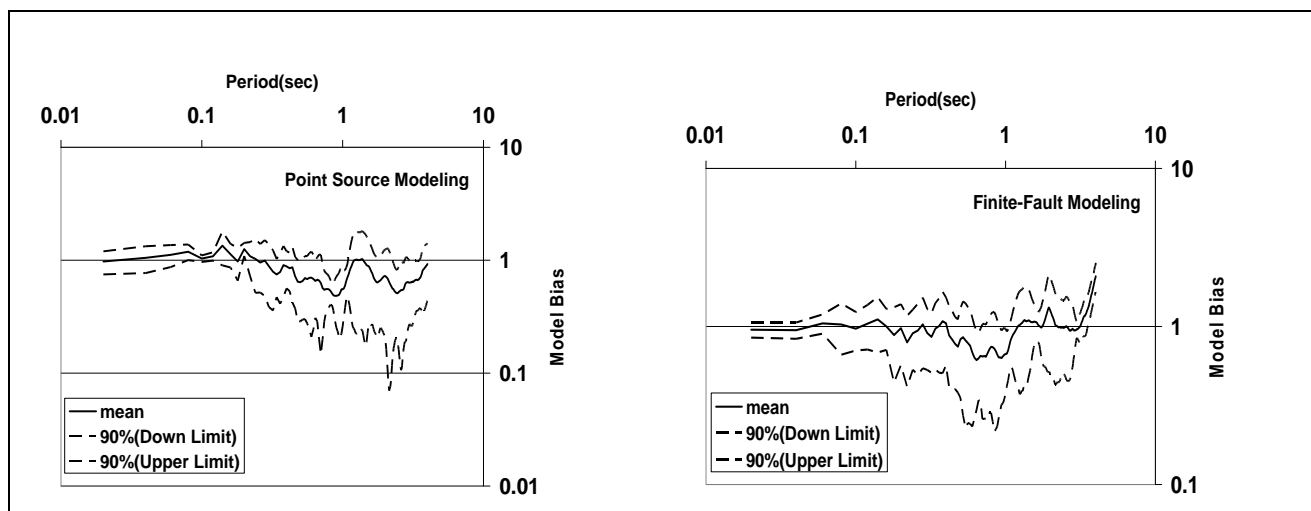 Period(sec)
0.01 0.1 1 10
10
Point Source Modeling
1
Model Bias
0.1
mean
90%(Down Limit)
90%(Upper Limit)
0.01
Period(sec)
0.01 0.1 1 10
10
Finite-Fault Modeling
1
Model Bias
mean
90%(Down Limit)
90%(Upper Limit)
0.1